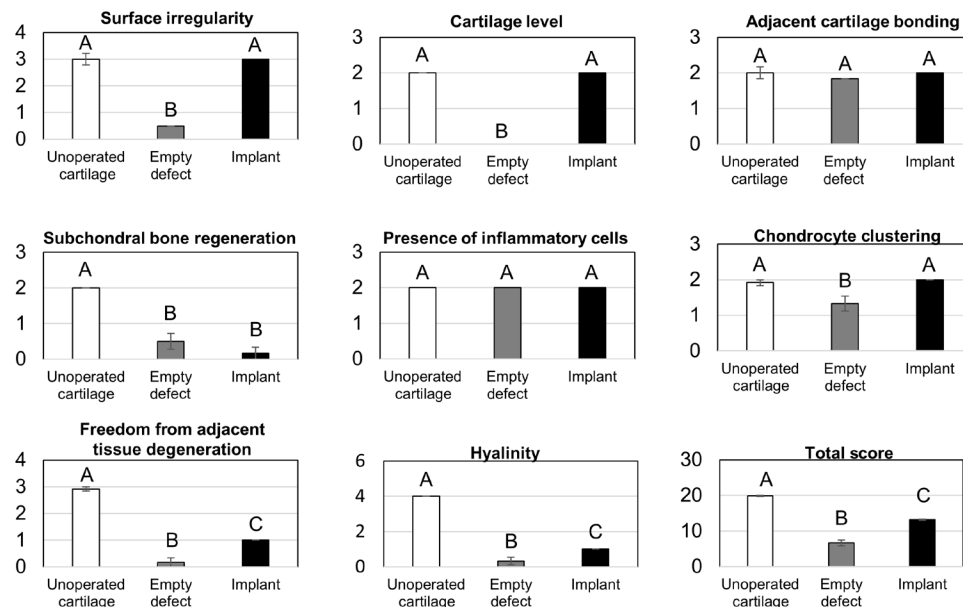 Surface irregularity
4
3
2
1
0
A
B
A
Unoperated
cartilage
Empty
defect
Implant
Cartilage level
3
2
1
0
A
B
A
Unoperated
cartilage
Empty
defect
Implant
Adjacent cartilage bonding
3
2
1
0
A
A
A
Unoperated
cartilage
Empty
defect
Implant
Subchondral bone regeneration
3
2
1
0
A
B
B
Unoperated
cartilage
Empty
defect
Implant
Presence of inflammatory cells
3
2
1
0
A
A
A
Unoperated
cartilage
Empty
defect
Implant
Chondrocyte clustering
3
2
1
0
A
B
A
Unoperated
cartilage
Empty
defect
Implant
Freedom from adjacent
tissue degeneration
4
3
2
1
0
A
B
C
Unoperated
cartilage
Empty
defect
Implant
Hyalinity
6
4
2
0
A
B
C
Unoperated
cartilage
Empty
defect
Implant
Total score
30
20
10
0
A
B
C
Unoperated
cartilage
Empty
defect
Implant